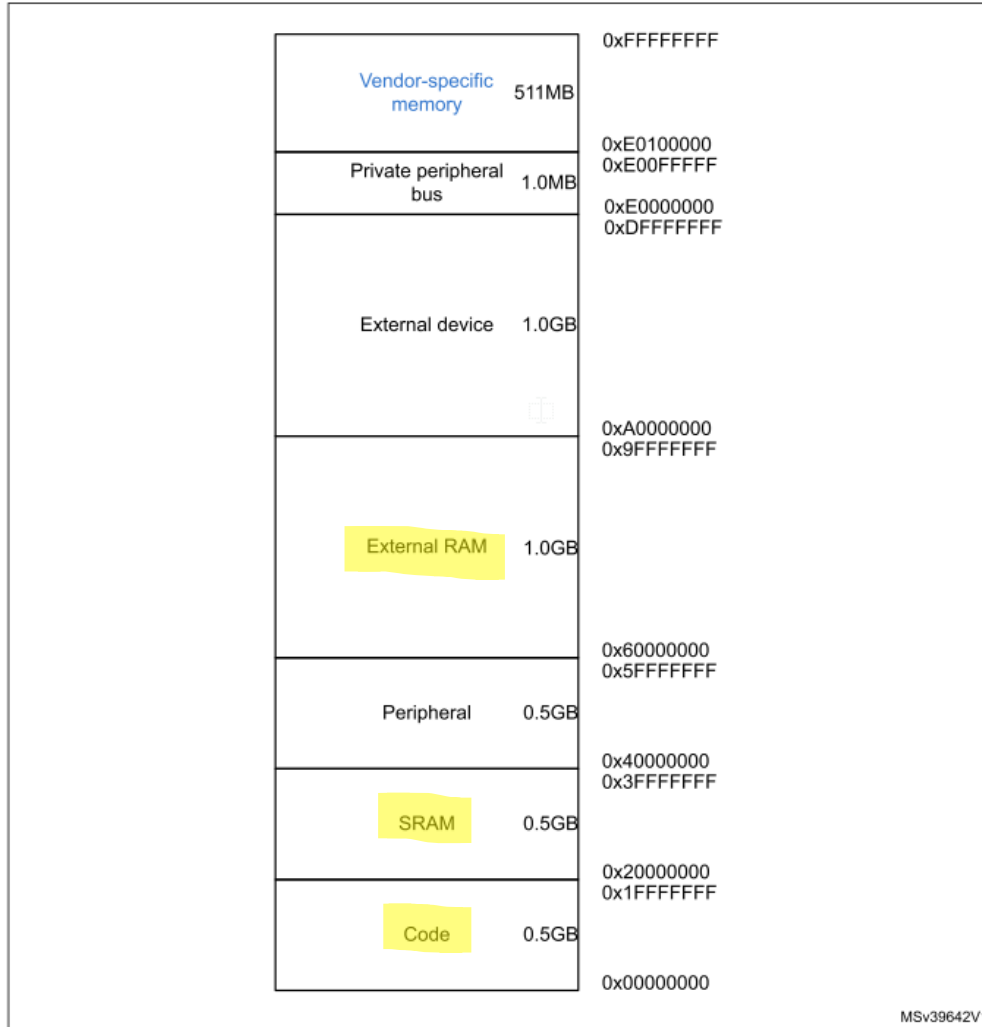 0xFFFFFFFF
Vendor-specific
memory
511MB
0xE0100000
0xE00FFFFF
Private peripheral
bus
1.0MB
0xE0000000
0xDFFFFFFF
External device
1.0GB
0xA0000000
0x9FFFFFFF
External RAM
1.0GB
0x60000000
0x5FFFFFFF
Peripheral
0.5GB
0x40000000
0x3FFFFFFF
SRAM
0.5GB
0x20000000
0x1FFFFFFF
Code
0.5GB
0x00000000
MSv39642V